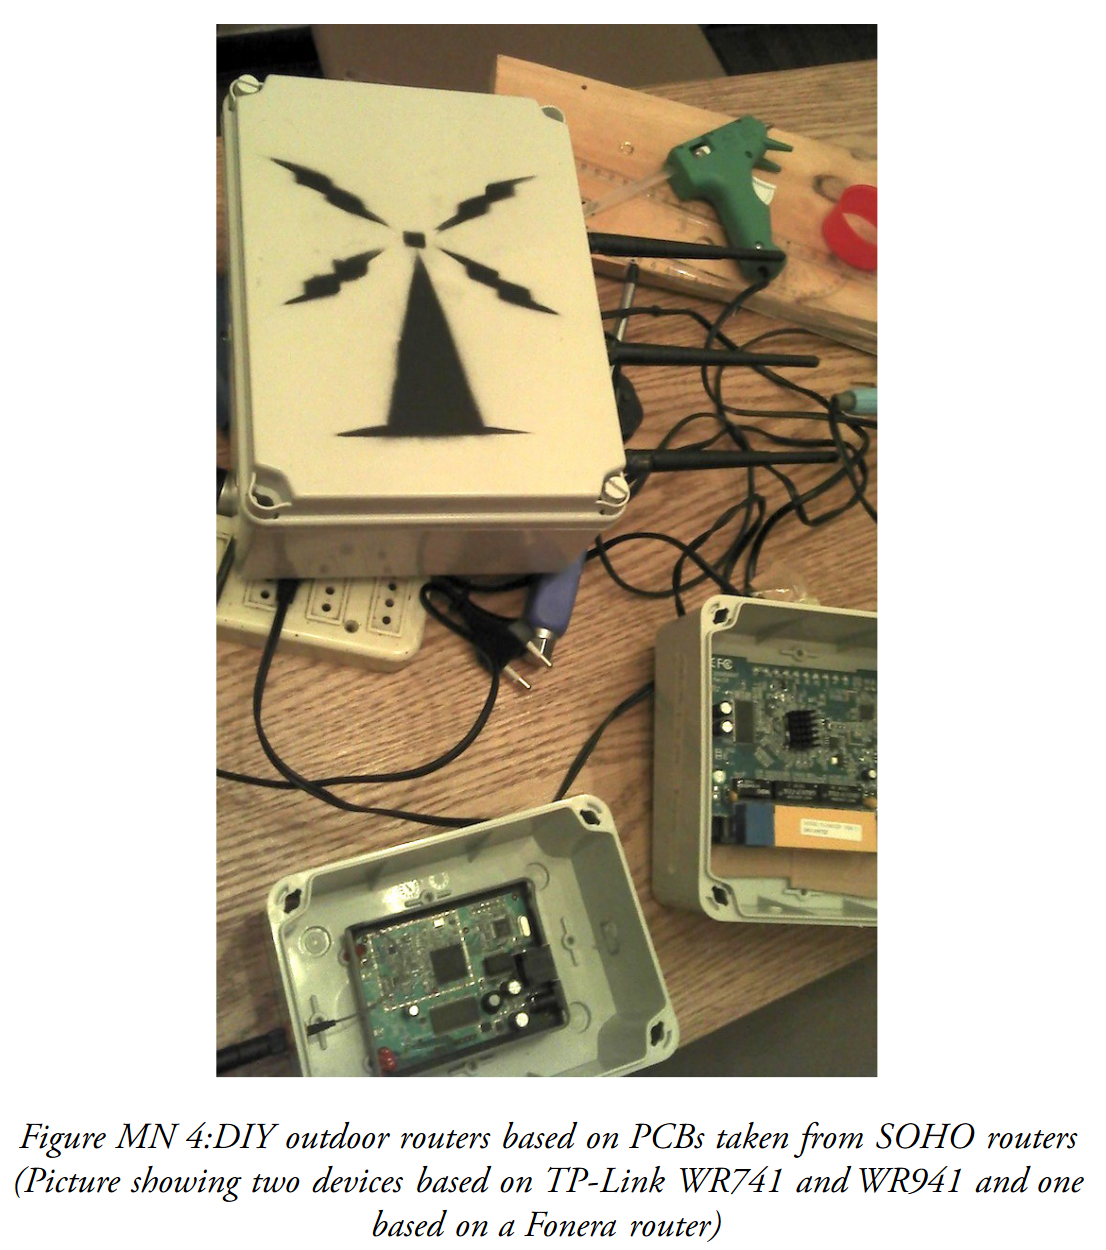 FC
Figure MN 4:DIY outdoor routers based on PCBs taken from SOHO routers
(Picture showing two devices based on TP-Link WR741 and WR941 and one
based on a Fonera router)